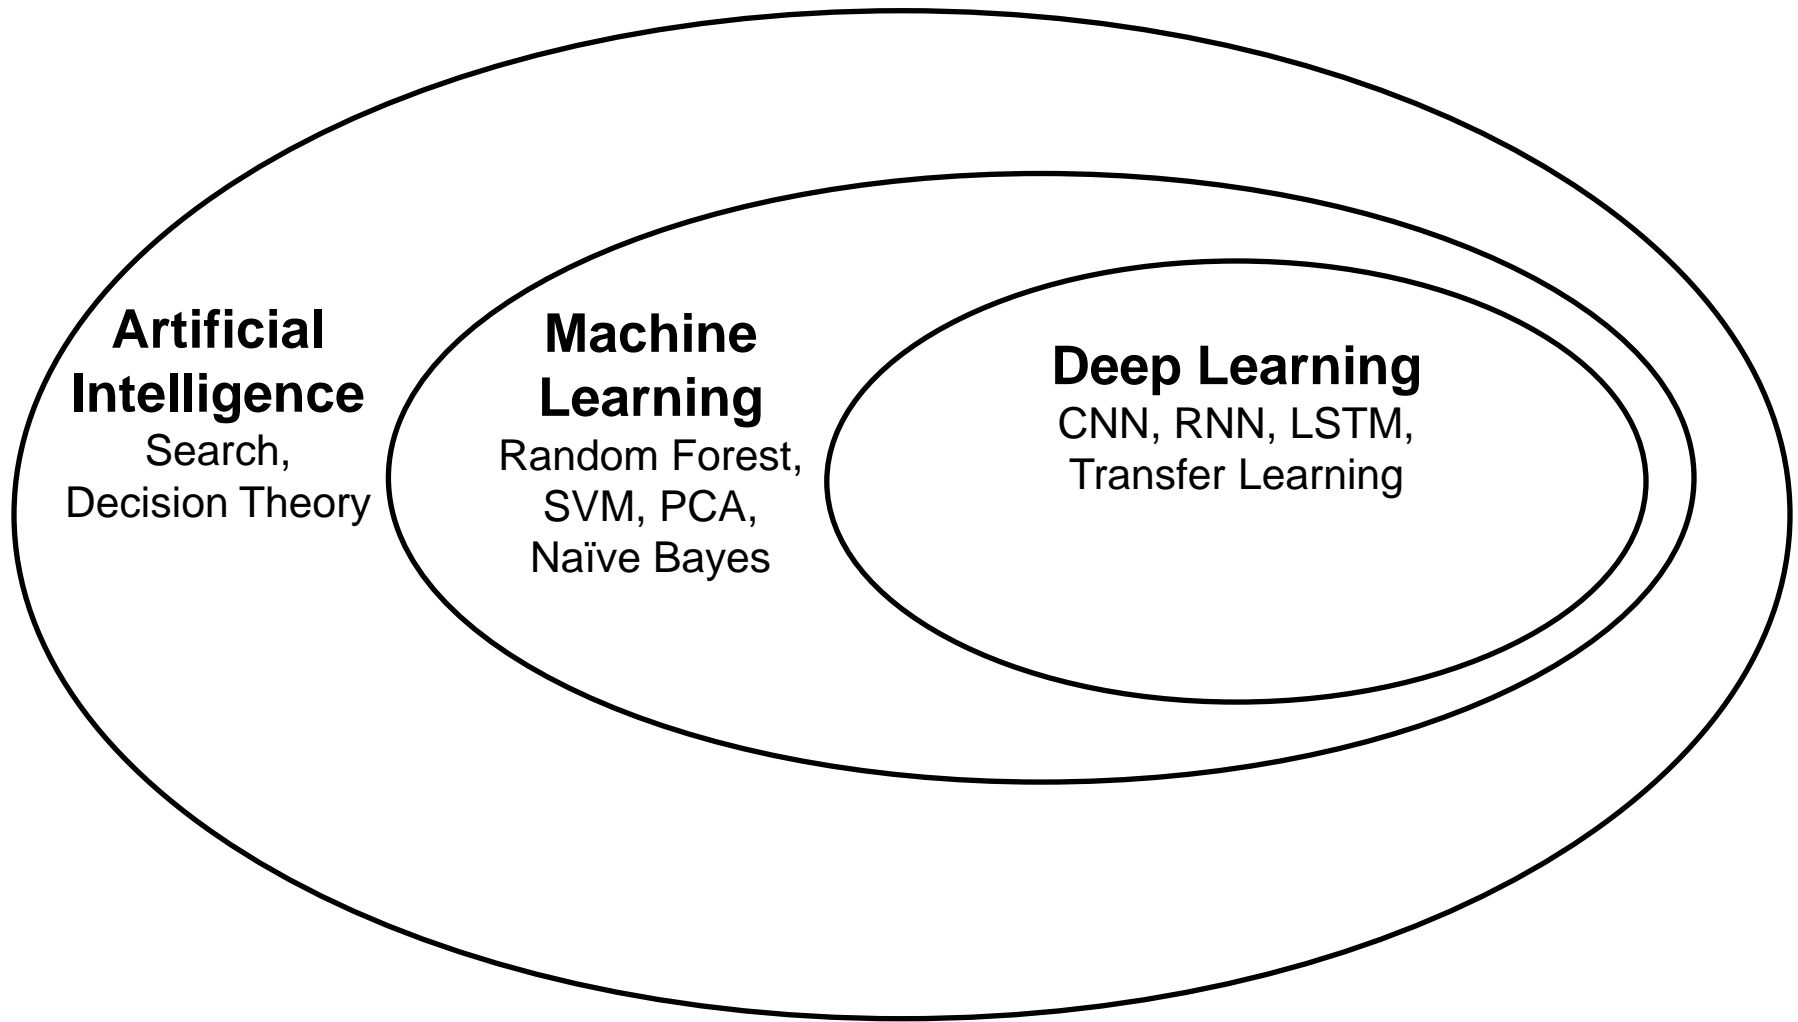 Artificial
Intelligence
Search,
Decision Theory
Machine
Learning
Random Forest,
SVM, PCA,
Naïve Bayes
Deep Learning
CNN, RNN, LSTM,
Transfer Learning